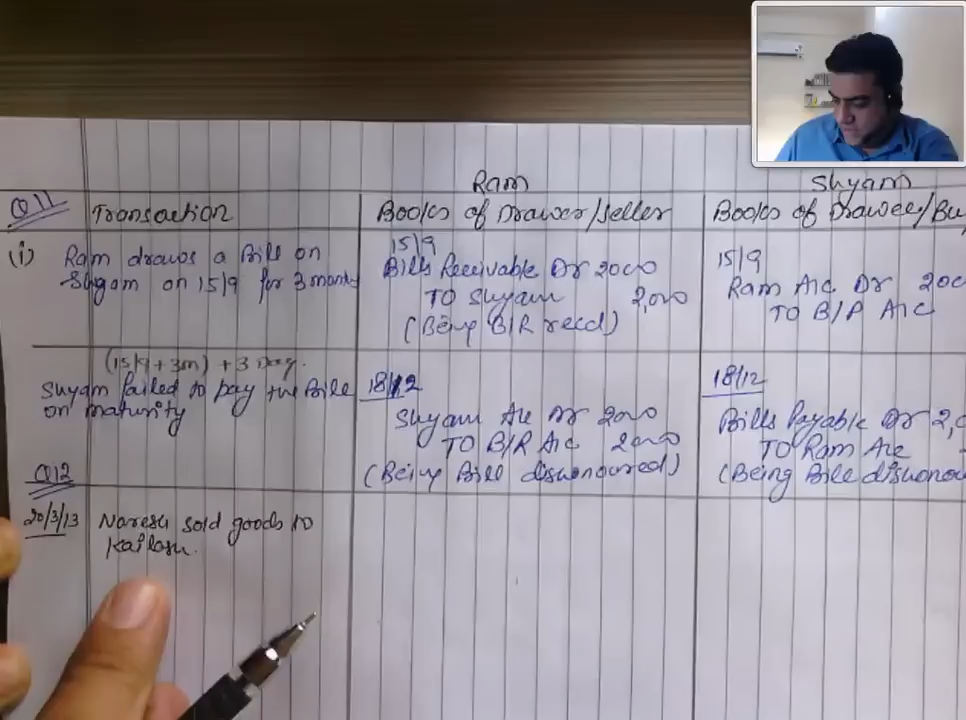 Ram
Shyam
Q11
Transaction
Books of Drawer/Seller
Books of Drawee/Bu
(i)
Ram draws a Bill on
Shyam on 15/9 for 3 months
15/9
Bills Receivable Dr 2000
TO Shyam 2,000
(Being B/R recd)
15/9
Ram A/c Dr 200
TO B/P A/c
(15/9 + 3m) + 3 Day.
Shyam failed to pay the Bill
on maturity
18/12
Shyam A/c Dr 2000
TO B/R A/c 2000
(Being Bill dishonoured)
18/12
Bills Payable Dr 2,0
TO Ram A/c
(Being Bill dishonou
Q12
20/3/13
Naresh sold goods to
Kailash.